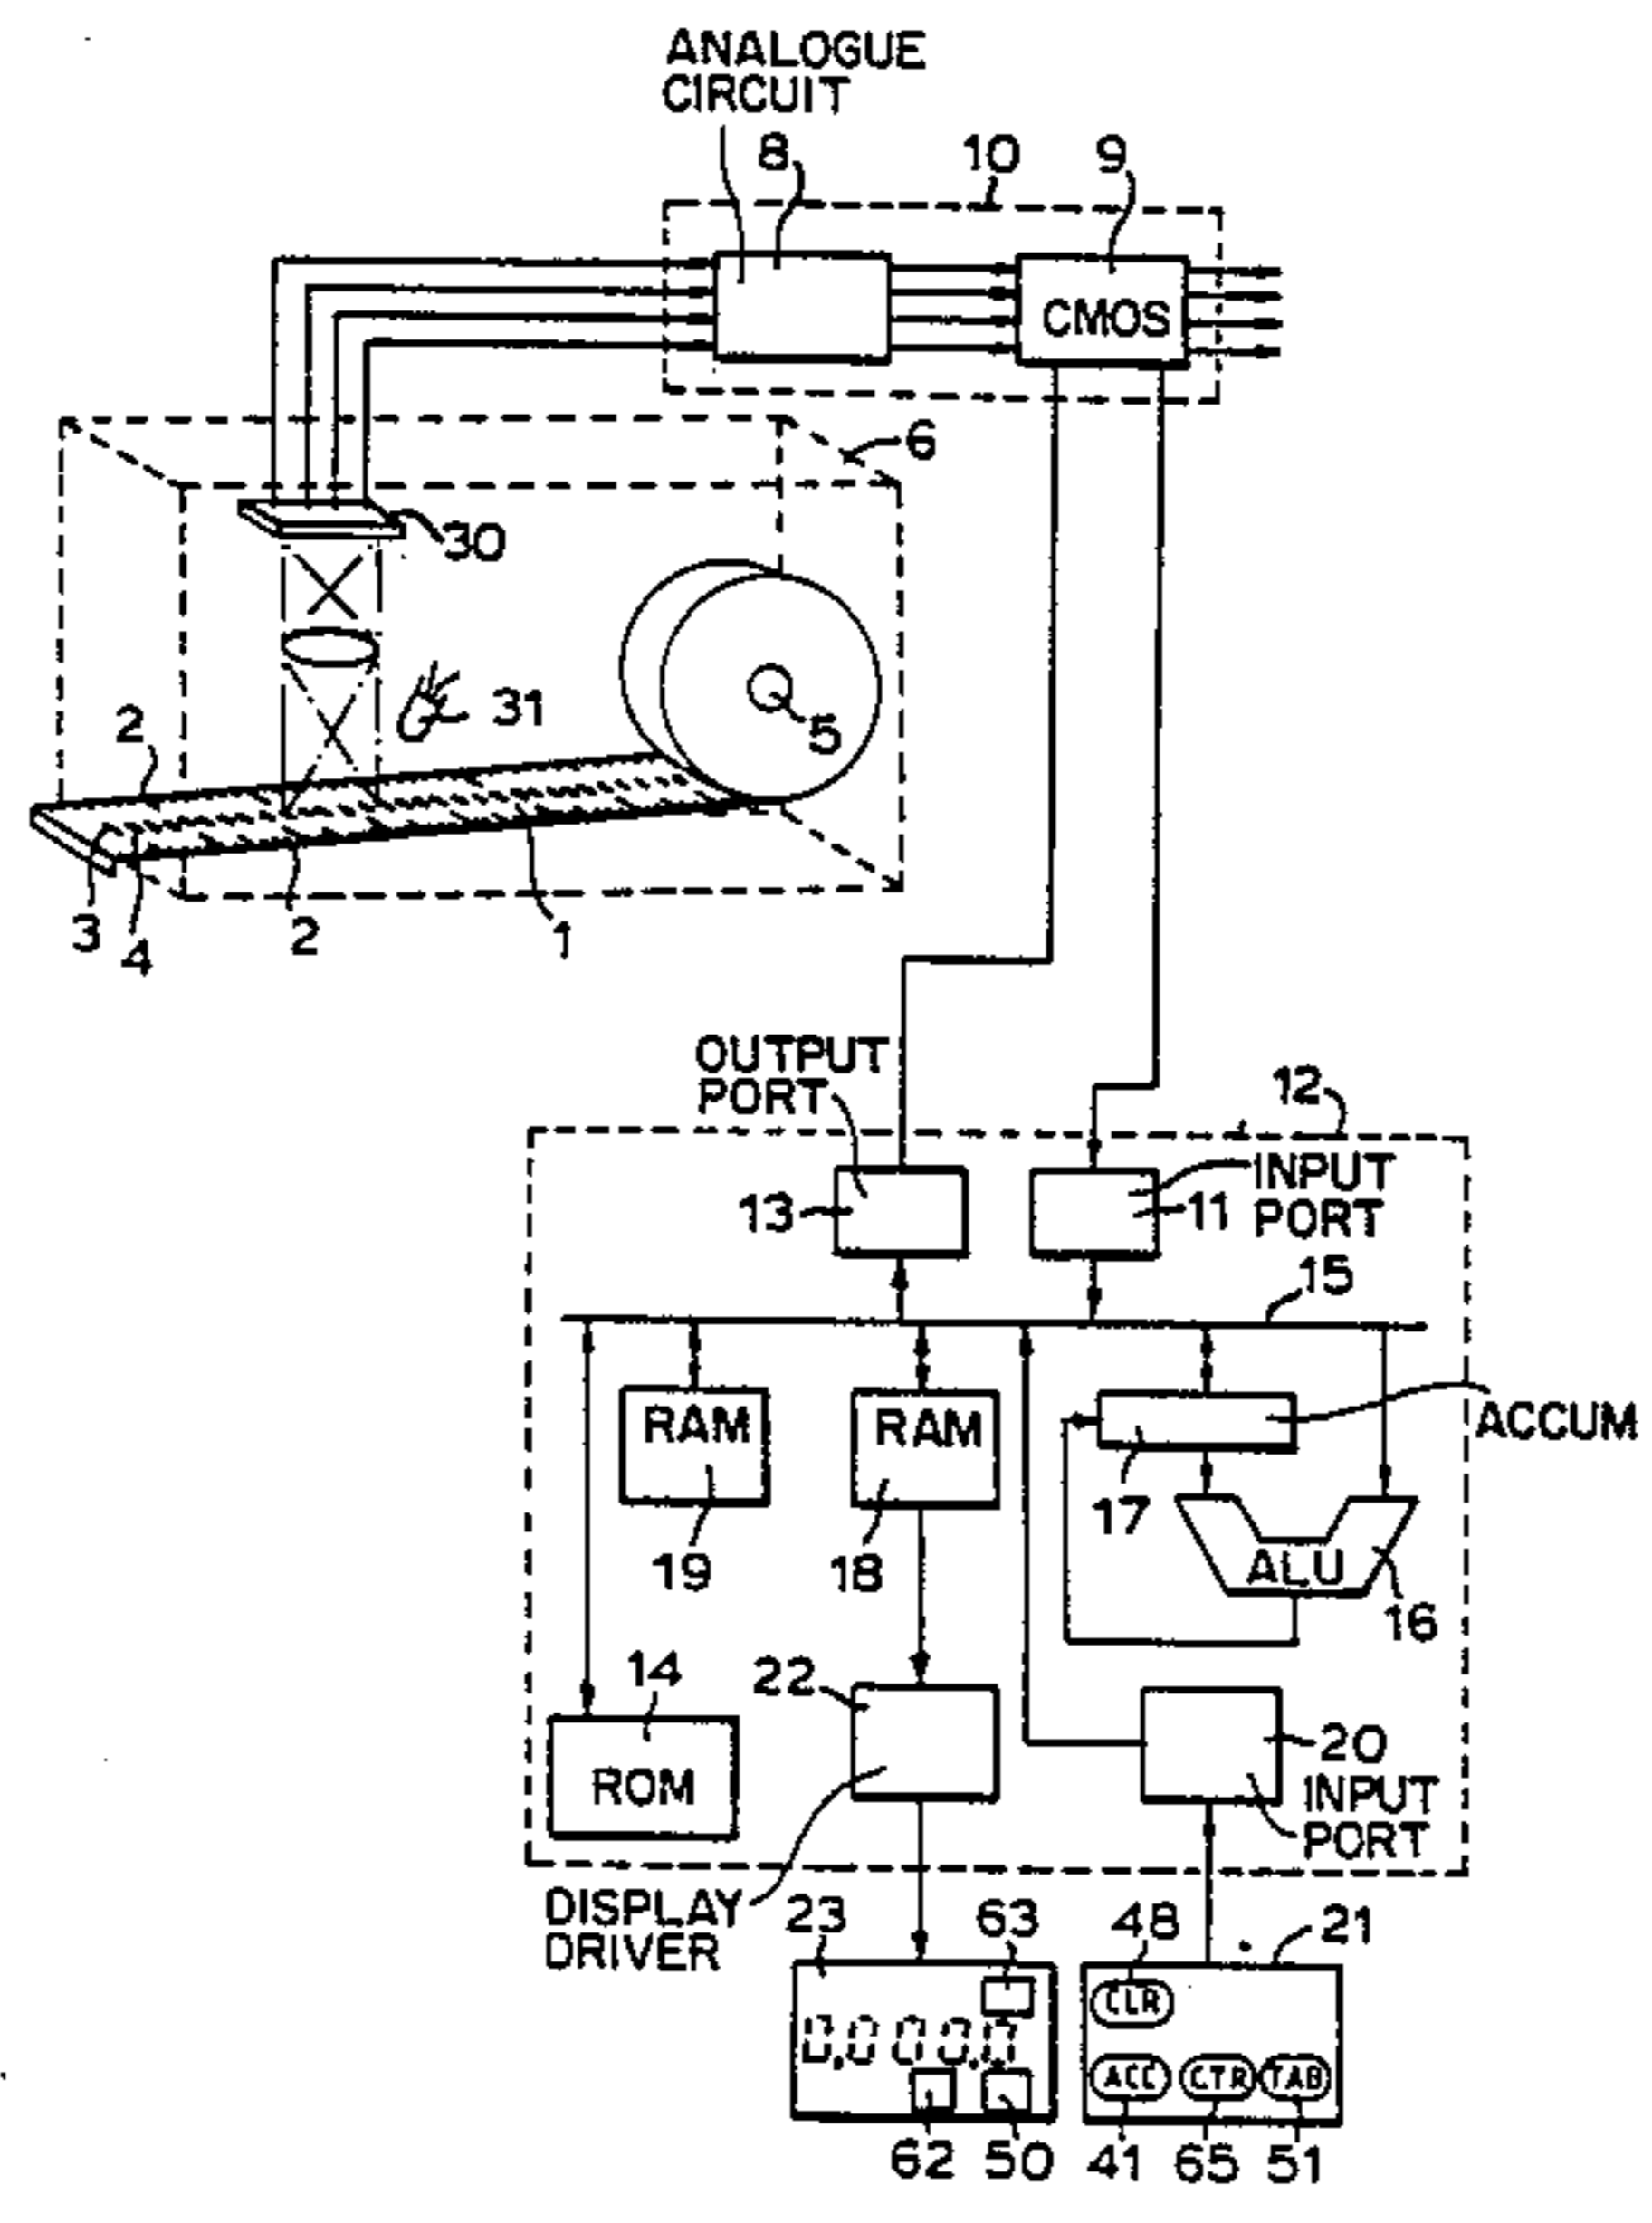 ANALOGUE
CIRCUIT
8
10
9
CMOS
6
30
31
5
2
3
4
2
1
OUTPUT
PORT
12
13
INPUT
11 PORT
15
RAM
RAM
ACCUM
17
19
18
ALU
16
14
22
ROM
20
INPUT
PORT
DISPLAY
DRIVER
23
63
48
21
CLR
0.000.0
ACC CTR TAB
62 50 41 65 51